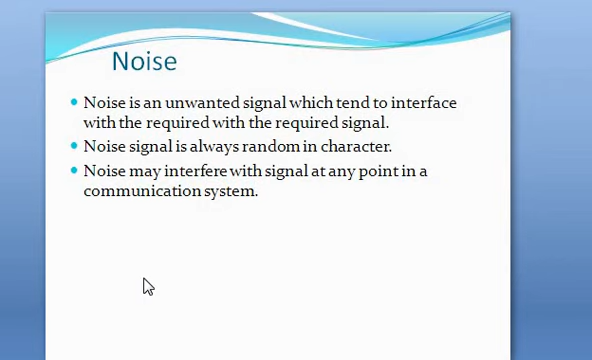 Noise
Noise is an unwanted signal which tend to interface
with the required with the required signal.
Noise signal is always random in character.
Noise may interfere with signal at any point in a
communication system.